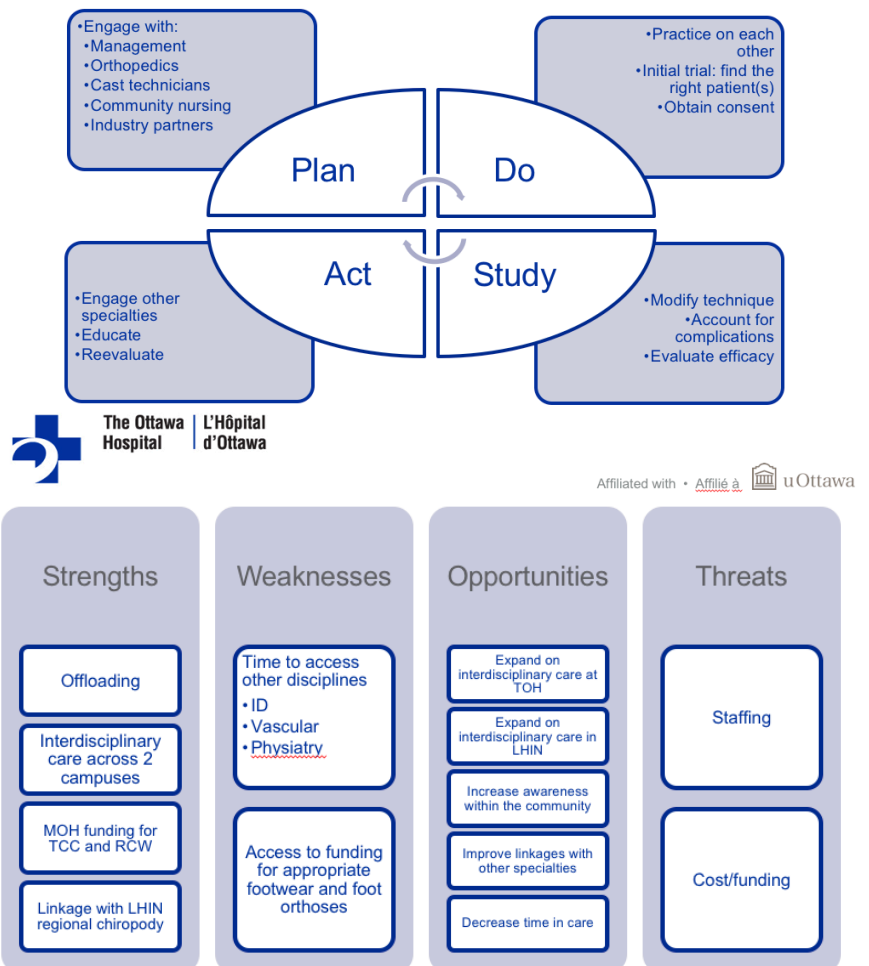 •Engage with:
•Management
•Orthopedics
•Cast technicians
•Community nursing
•Industry partners
•Practice on each
other
•Initial trial: find the
right patient(s)
•Obtain consent
Plan
Do
Act
Study
•Engage other
specialties
•Educate
•Reevaluate
•Modify technique
•Account for
complications
•Evaluate efficacy
The Ottawa
Hospital
L'Hôpital
d'Ottawa
Affiliated with • Affilié à
uOttawa
Strengths
Offloading
Interdisciplinary
care across 2
campuses
MOH funding for
TCC and RCW
Linkage with LHIN
regional chiropody
Weaknesses
Time to access
other disciplines
• ID
• Vascular
• Physiatry
Access to funding
for appropriate
footwear and foot
orthoses
Opportunities
Expand on
interdisciplinary care at
TOH
Expand on
interdisciplinary care in
LHIN
Increase awareness
within the community
Improve linkages with
other specialties
Decrease time in care
Threats
Staffing
Cost/funding